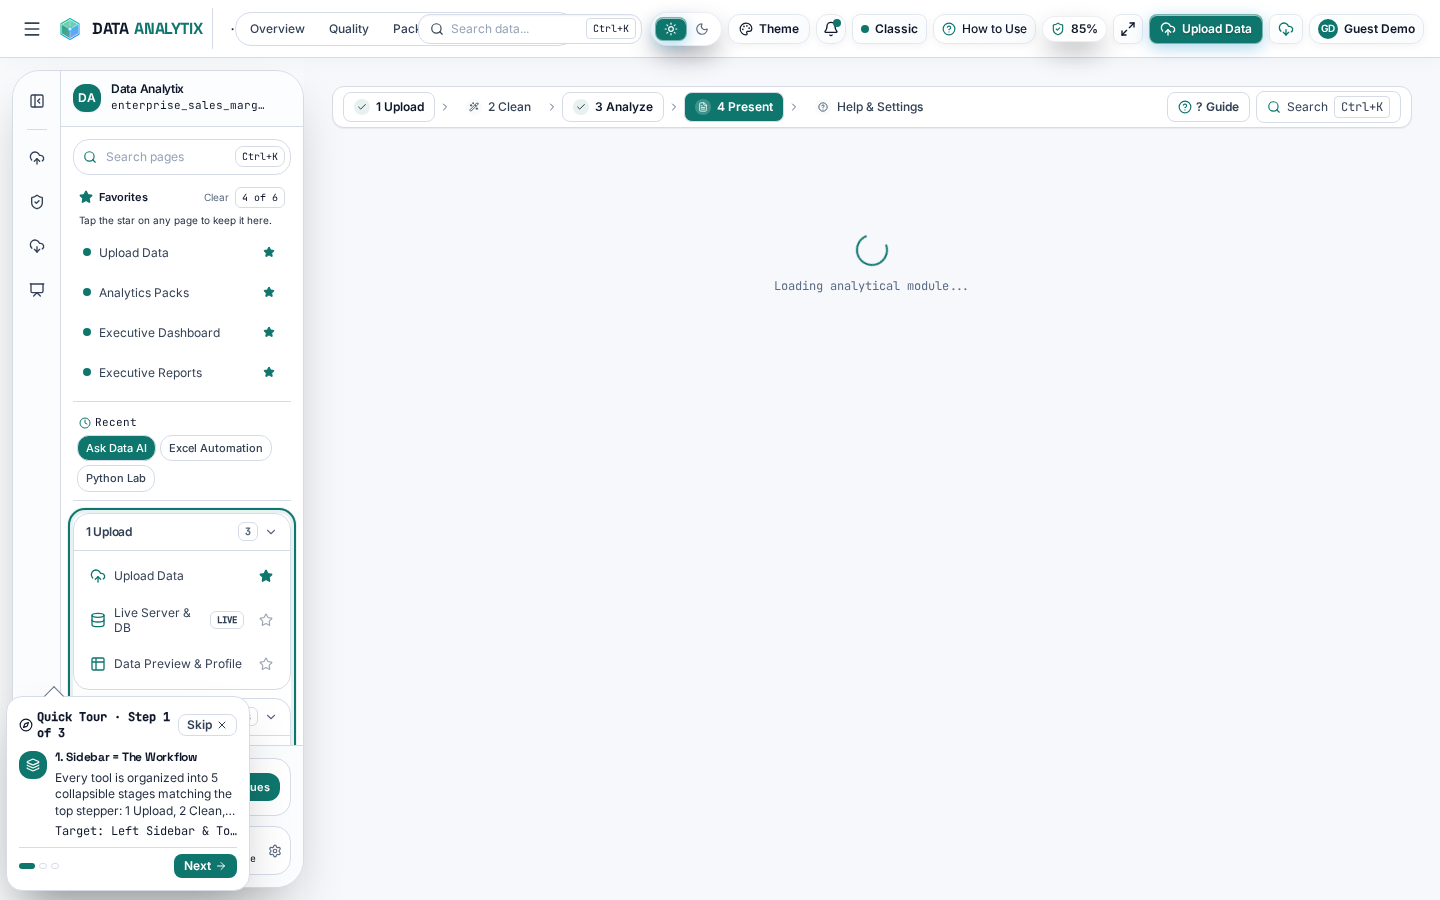 DATA ANALYTIX
Overview
Quality
Search data...
Ctrl+K
Theme
Classic
How to Use
85%
Upload Data
GD
Guest Demo
DA
Data Analytix
enterprise_sales_marg…
Search pages
Ctrl+K
Favorites
Clear
4 of 6
Tap the star on any page to keep it here.
Upload Data
Analytics Packs
Executive Dashboard
Executive Reports
Recent
Ask Data AI
Excel Automation
Python Lab
1 Upload
3
Upload Data
Live Server &
DB
LIVE
Data Preview & Profile
Quick Tour · Step 1
of 3
Skip
1. Sidebar = The Workflow
Every tool is organized into 5
collapsible stages matching the
top stepper: 1 Upload, 2 Clean,…
Target: Left Sidebar & To…
Next
1 Upload
2 Clean
3 Analyze
4 Present
Help & Settings
? Guide
Search
Ctrl+K
Loading analytical module...